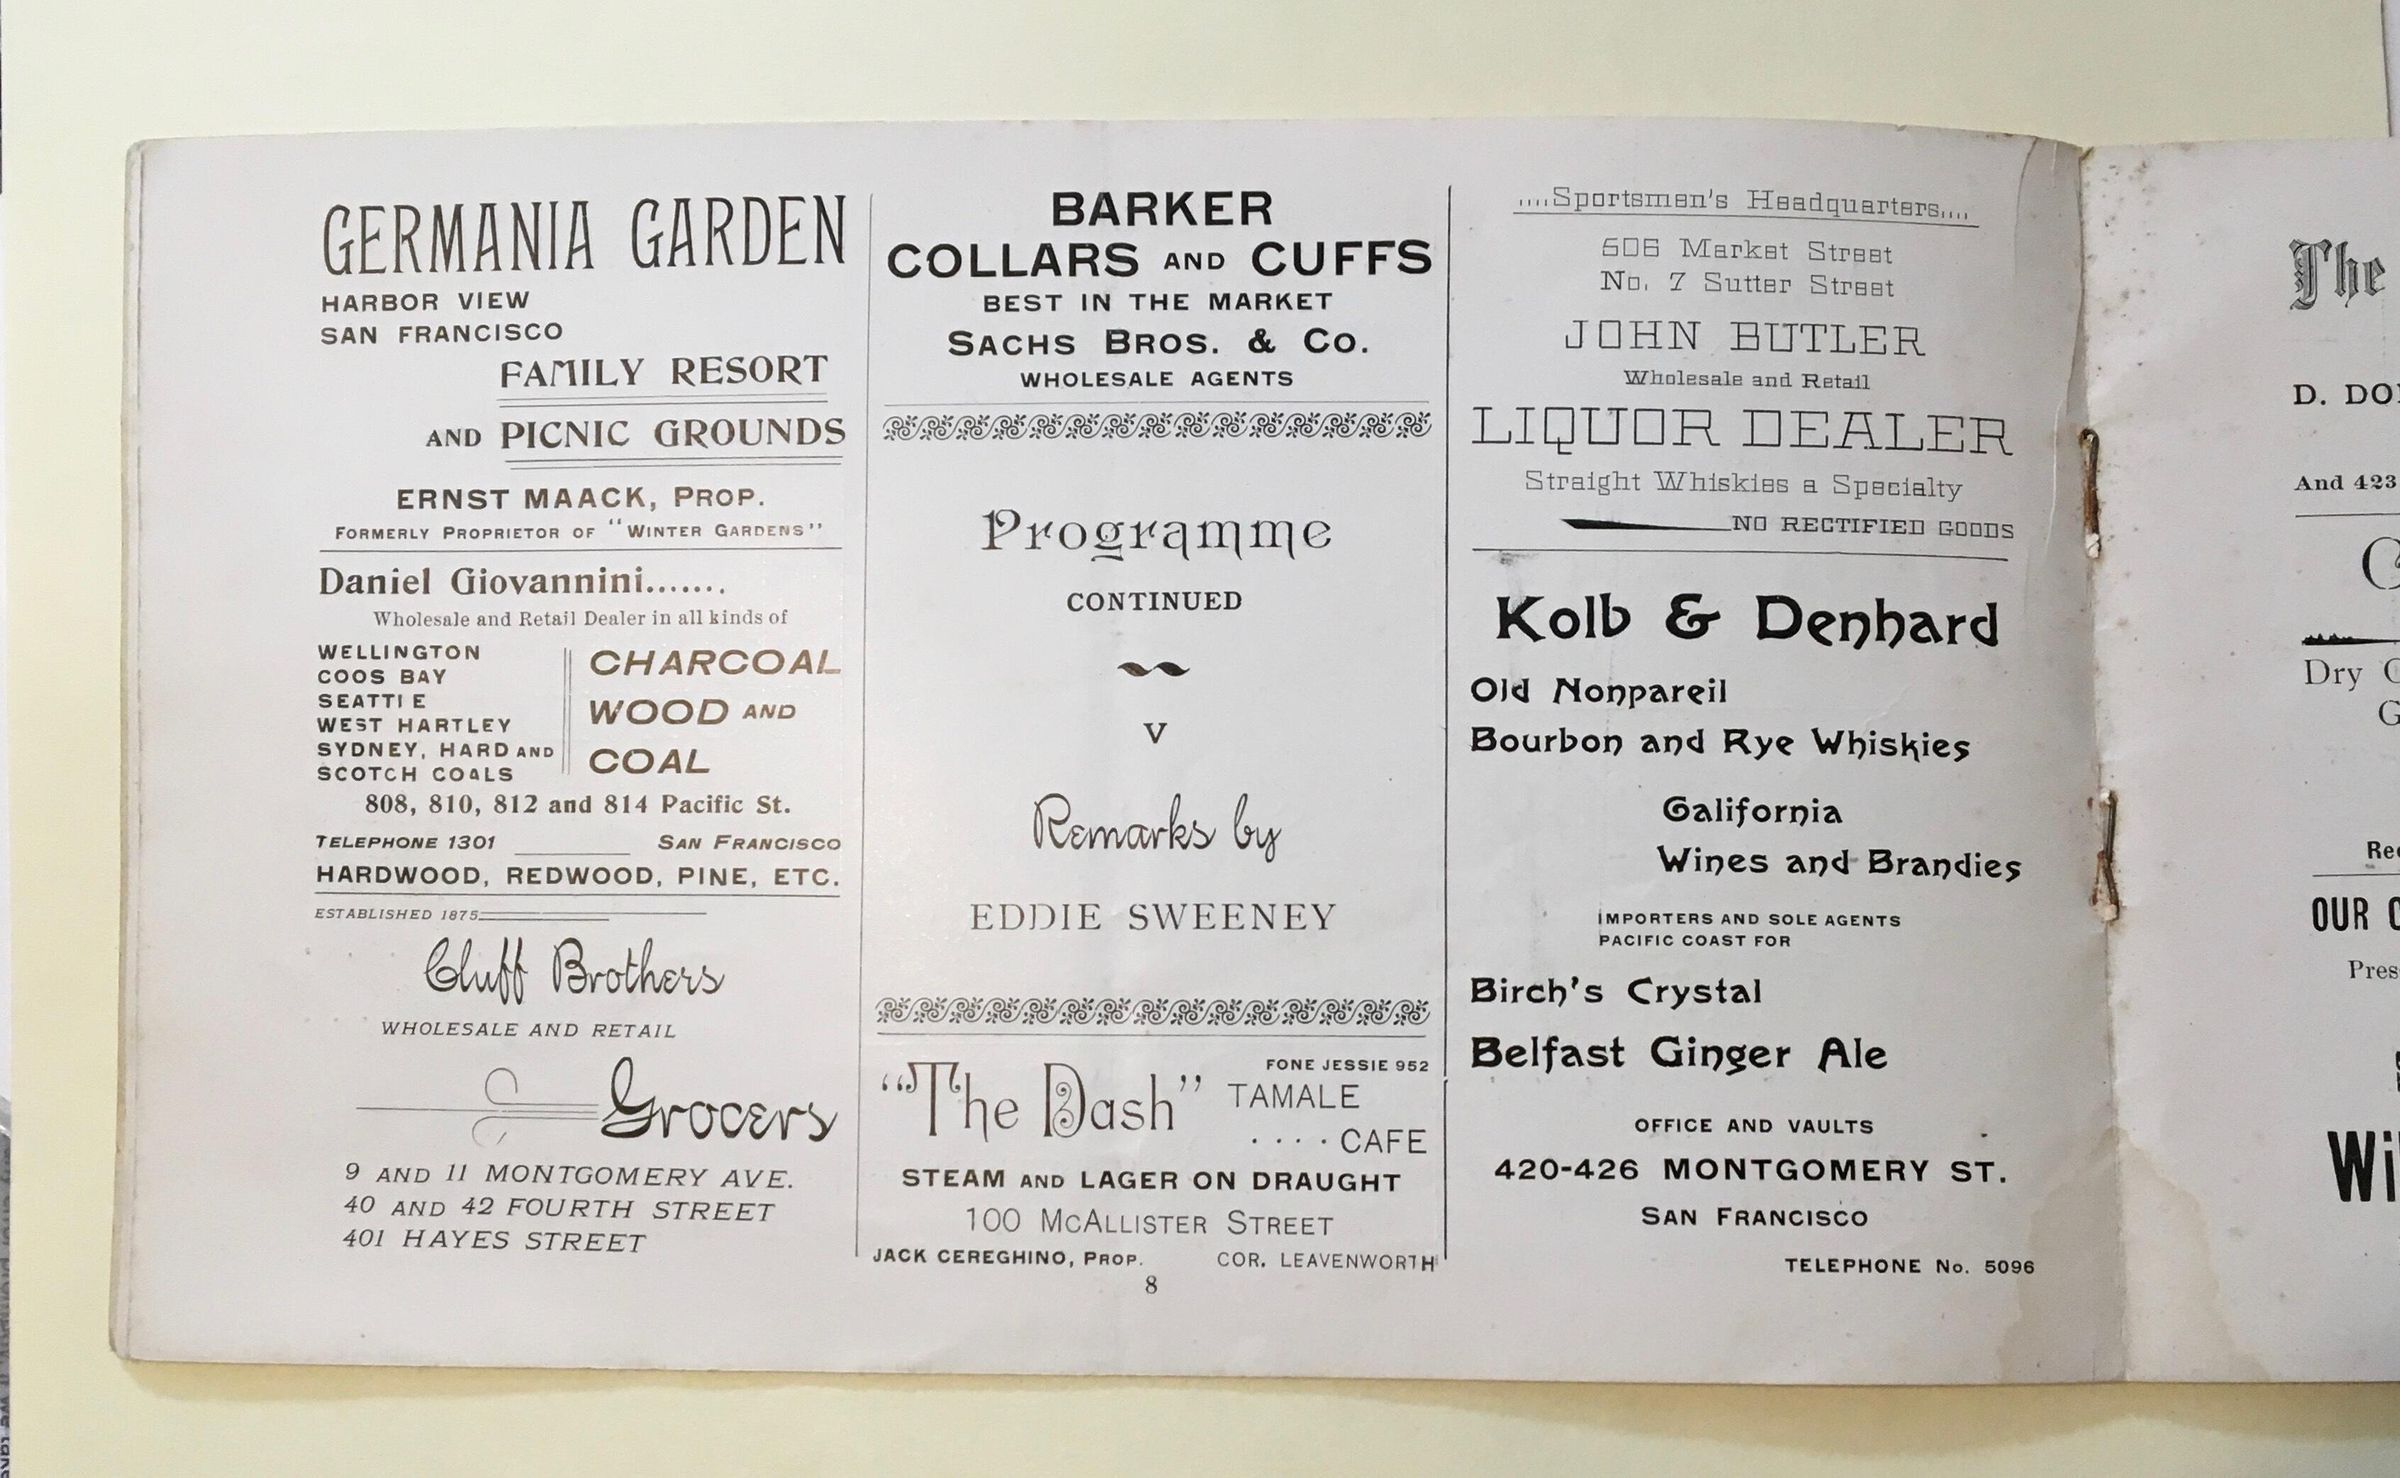 GERMANIA GARDEN
HARBOR VIEW
SAN FRANCISCO
FAMILY RESORT
AND PICNIC GROUNDS
ERNST MAACK, PROP.
FORMERLY PROPRIETOR OF "WINTER GARDENS"
Daniel Giovannini.......
Wholesale and Retail Dealer in all kinds of
WELLINGTON
COOS BAY
SEATTLE
WEST HARTLEY
SYDNEY, HARD AND
SCOTCH COALS
CHARCOAL
WOOD AND
COAL
808, 810, 812 and 814 Pacific St.
TELEPHONE 1301 SAN FRANCISCO
HARDWOOD, REDWOOD, PINE, ETC.
ESTABLISHED 1875
Cluff Brothers
WHOLESALE AND RETAIL
Grocers
9 AND 11 MONTGOMERY AVE.
40 AND 42 FOURTH STREET
401 HAYES STREET
BARKER
COLLARS AND CUFFS
BEST IN THE MARKET
SACHS BROS. & CO.
WHOLESALE AGENTS
Programme
CONTINUED
V
Remarks by
EDDIE SWEENEY
FONE JESSIE 952
"The Dash" TAMALE
....CAFE
STEAM AND LAGER ON DRAUGHT
100 MCALLISTER STREET
JACK CEREGHINO, PROP. COR. LEAVENWORTH
8
....Sportsmen's Headquarters....
606 Market Street
No. 7 Sutter Street
JOHN BUTLER
Wholesale and Retail
LIQUOR DEALER
Straight Whiskies a Specialty
NO RECTIFIED GOODS
Kolb & Denhard
Old Nonpareil
Bourbon and Rye Whiskies
California
Wines and Brandies
IMPORTERS AND SOLE AGENTS
PACIFIC COAST FOR
Birch's Crystal
Belfast Ginger Ale
OFFICE AND VAULTS
420-426 MONTGOMERY ST.
SAN FRANCISCO
TELEPHONE No. 5096
The
D. DO
And 423
Dry
OUR
Pres
Wi